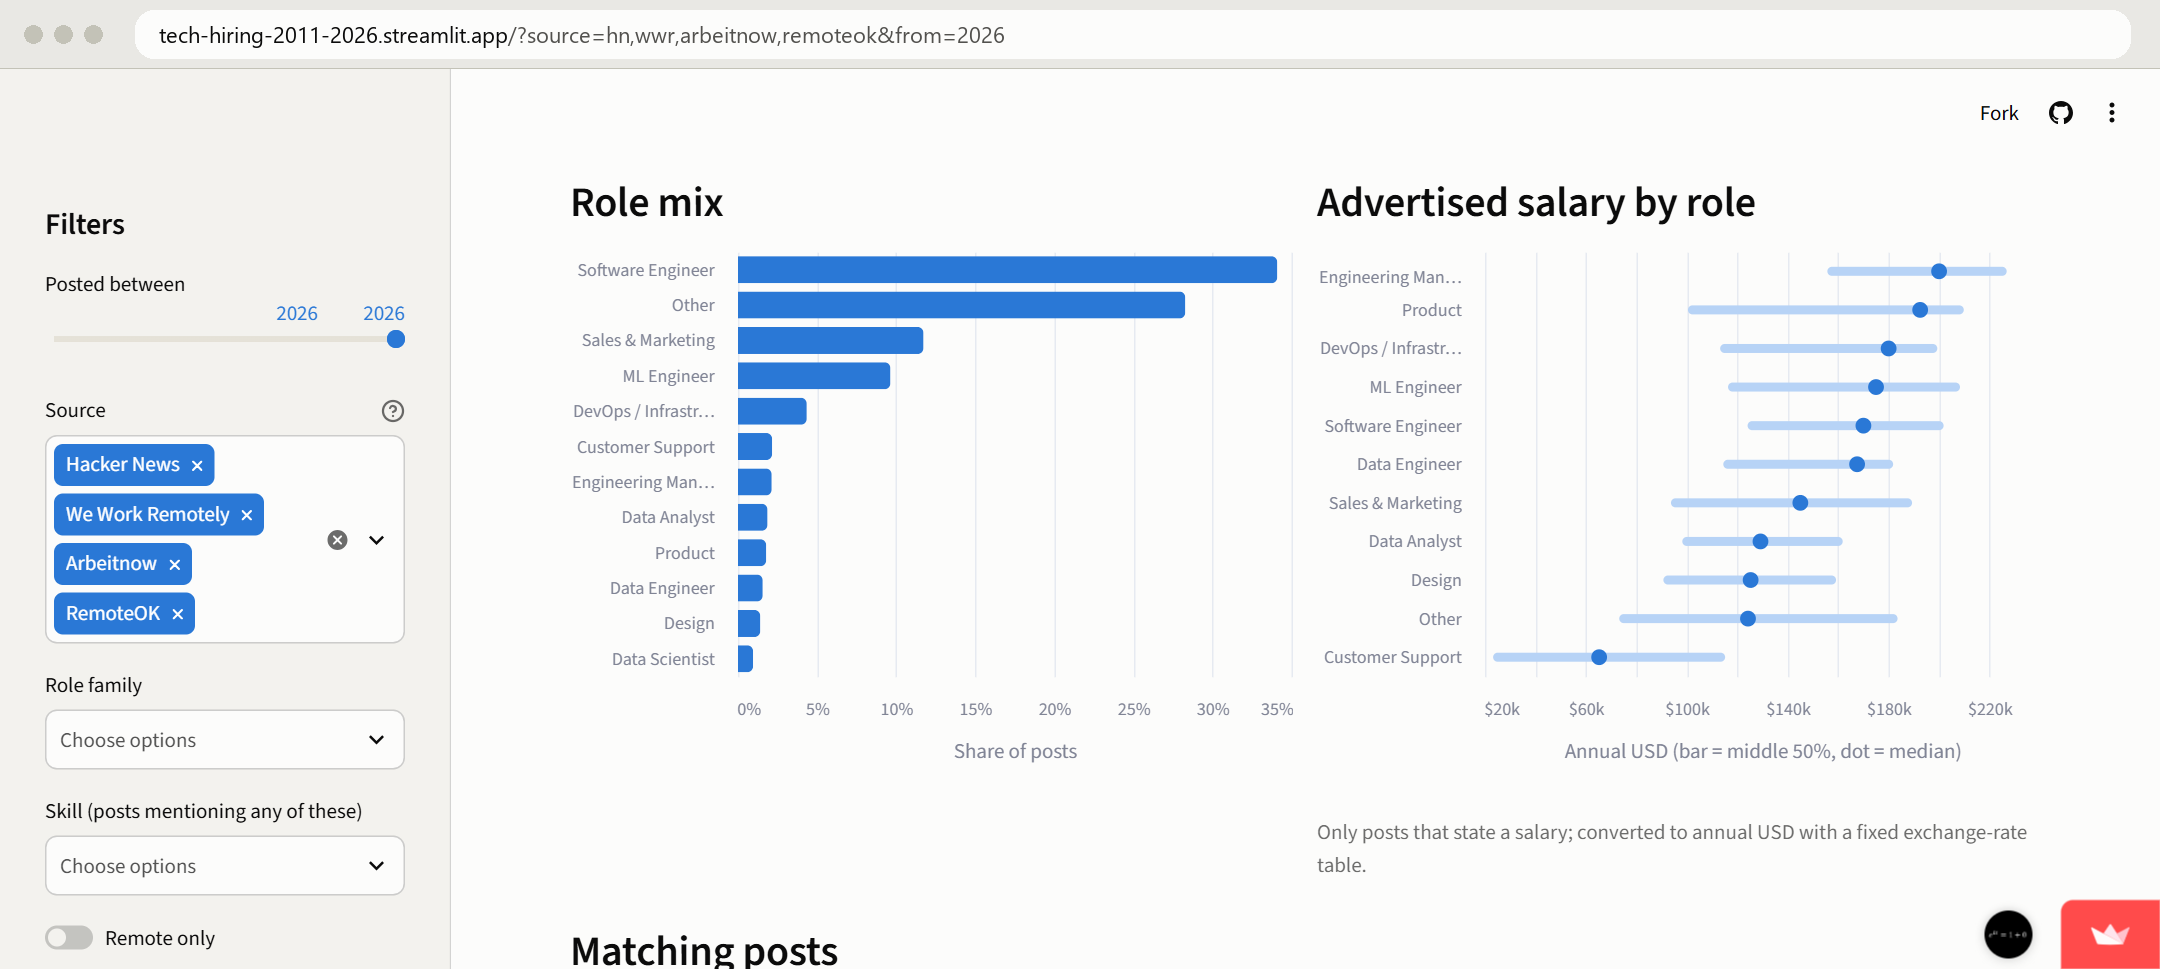 tech-hiring-2011-2026.streamlit.app/?source=hn,wwr,arbeitnow,remoteok&from=2026
Fork
Filters
Posted between
2026 2026
Source
Hacker News
We Work Remotely
Arbeitnow
RemoteOK
Role family
Choose options
Skill (posts mentioning any of these)
Choose options
Remote only
Role mix
Software Engineer
Other
Sales & Marketing
ML Engineer
DevOps / Infrastr…
Customer Support
Engineering Man…
Data Analyst
Product
Data Engineer
Design
Data Scientist
0% 5% 10% 15% 20% 25% 30% 35%
Share of posts
Advertised salary by role
Engineering Man…
Product
DevOps / Infrastr…
ML Engineer
Software Engineer
Data Engineer
Sales & Marketing
Data Analyst
Design
Other
Customer Support
$20k $60k $100k $140k $180k $220k
Annual USD (bar = middle 50%, dot = median)
Only posts that state a salary; converted to annual USD with a fixed exchange-rate
table.
Matching posts